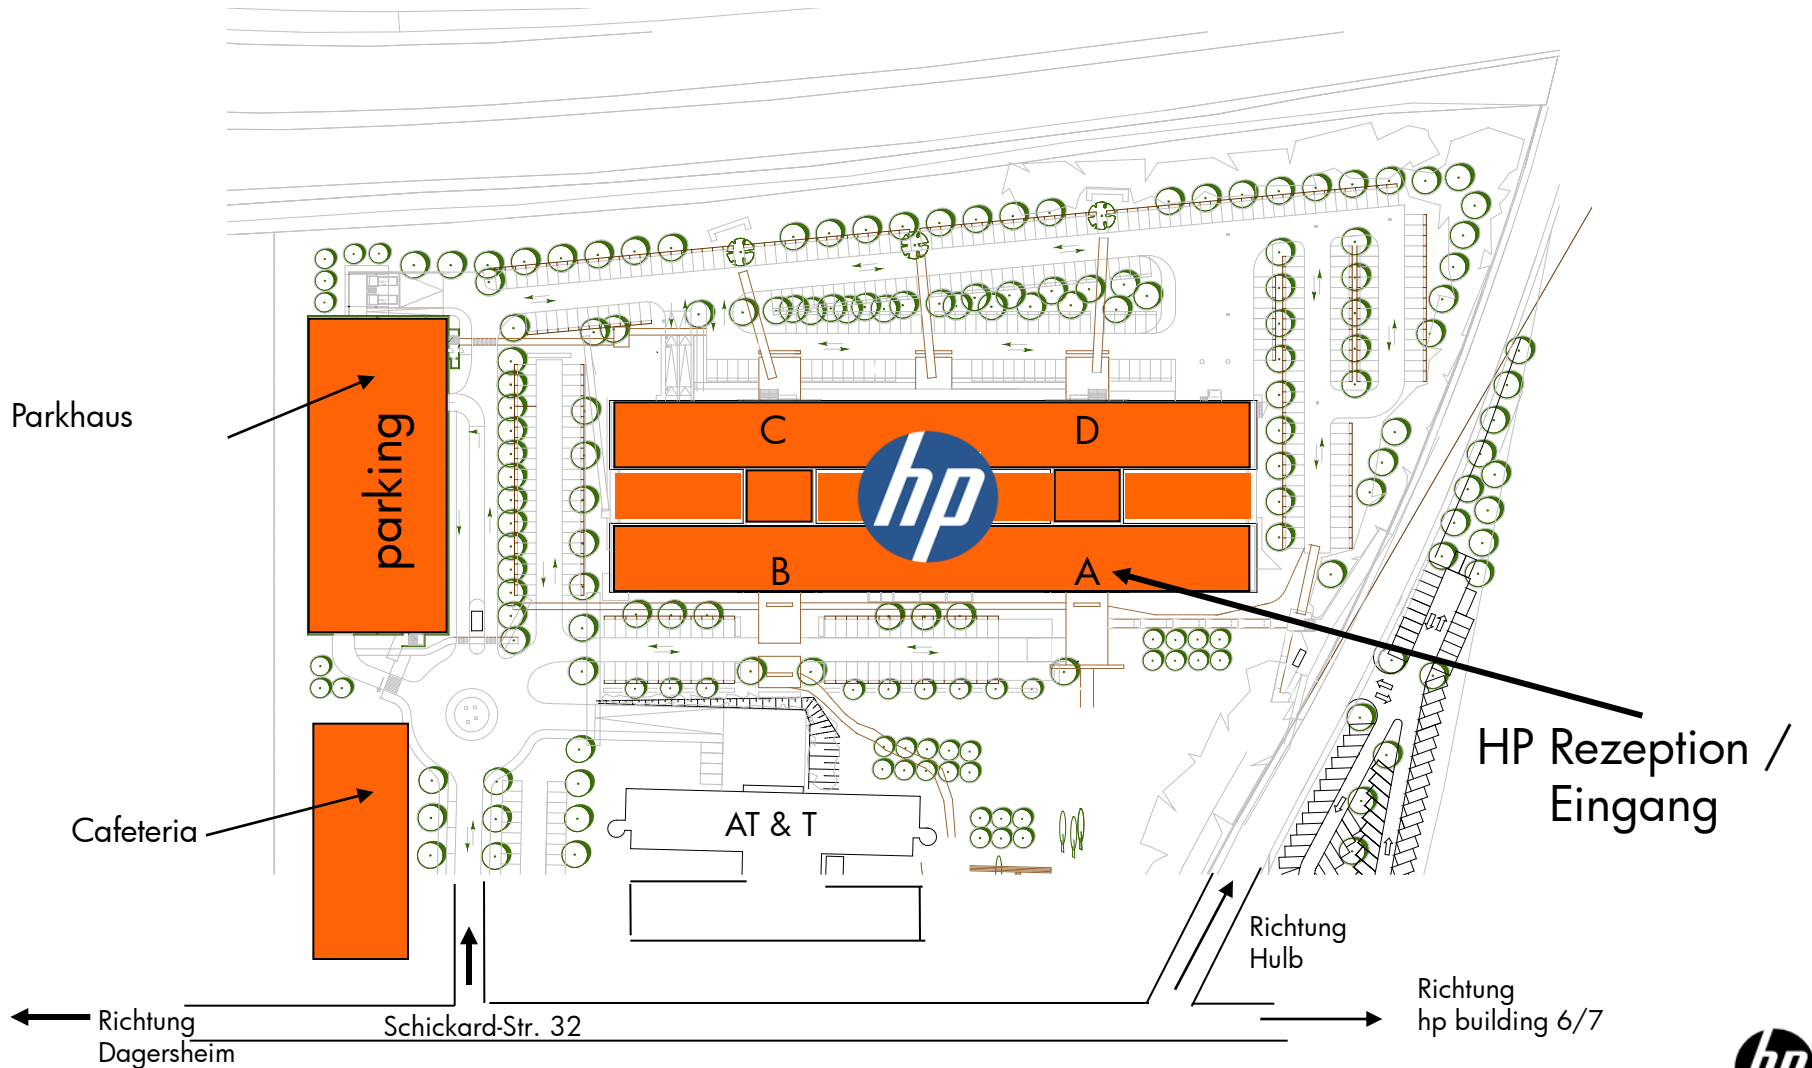 Parkhaus
parking
C
D
hp
B
A
HP Rezeption /
Eingang
Cafeteria
AT & T
Richtung
Hulb
Richtung
hp building 6/7
Richtung
Dagersheim
Schickard-Str. 32
hp